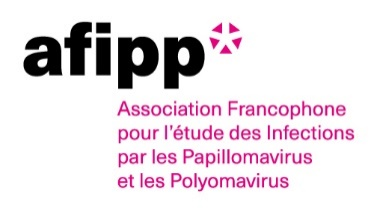 afipp
Association Francophone
pour l'étude des Infections
par les Papillomavirus
et les Polyomavirus